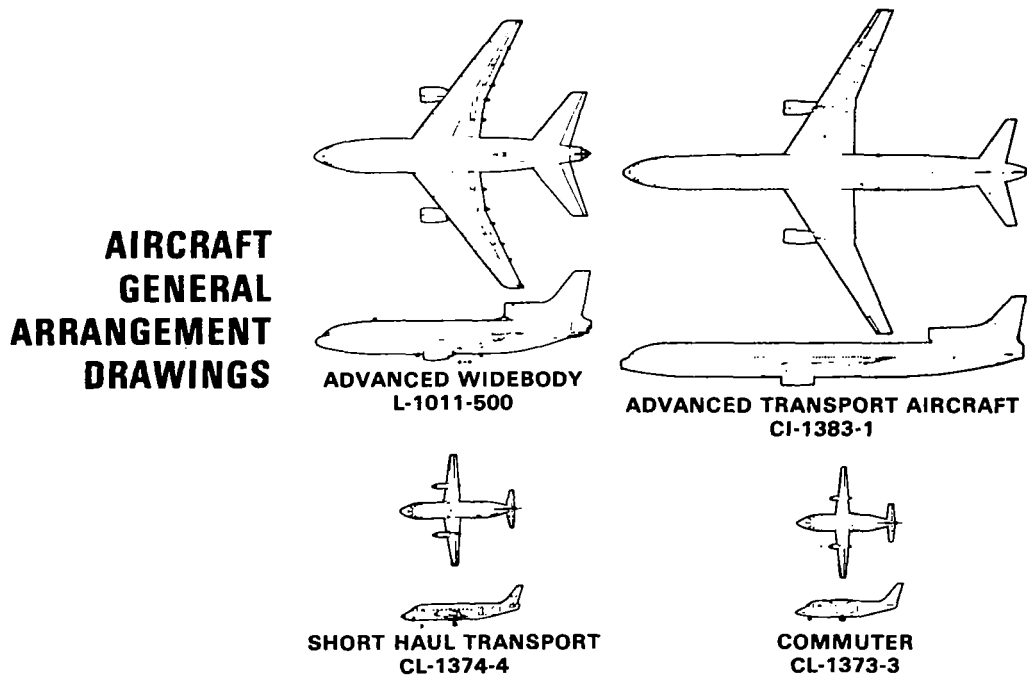 AIRCRAFT
GENERAL
ARRANGEMENT
DRAWINGS
ADVANCED WIDEBODY
L-1011-500
ADVANCED TRANSPORT AIRCRAFT
CI-1383-1
SHORT HAUL TRANSPORT
CL-1374-4
COMMUTER
CL-1373-3